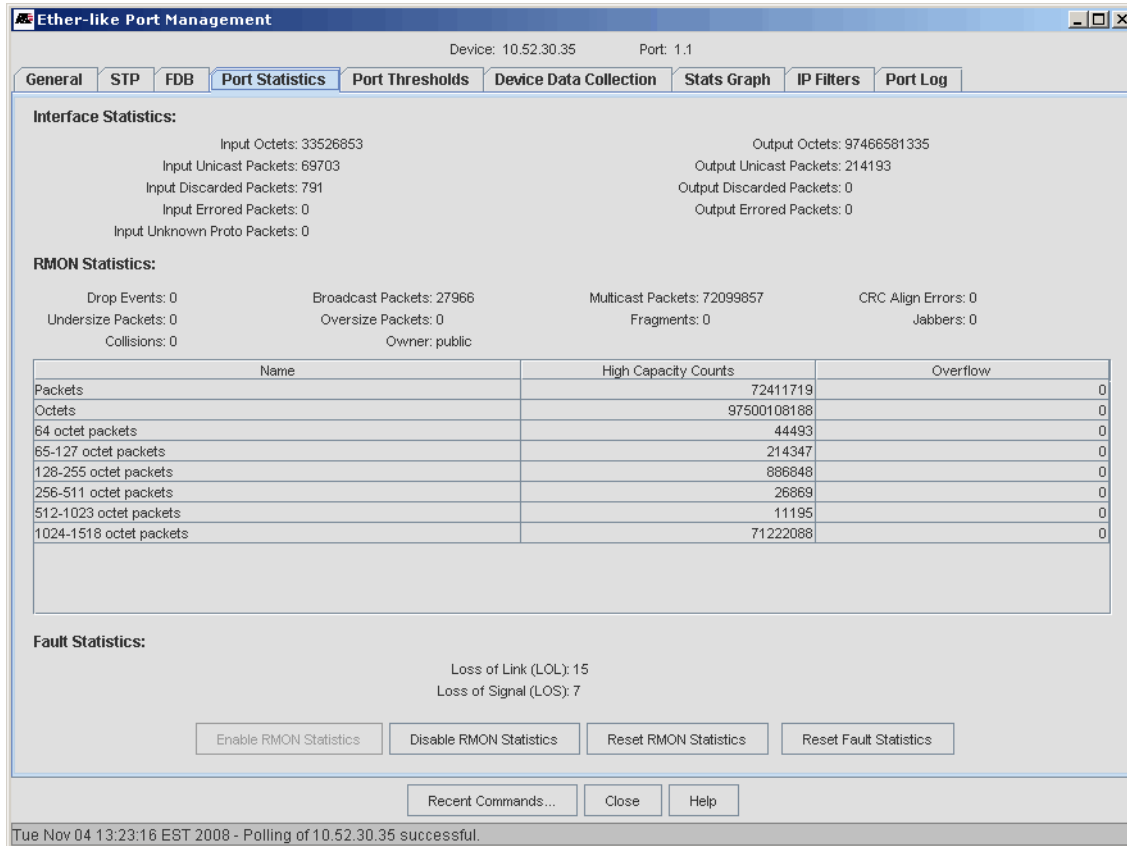 Ether-like Port Management
Device: 10.52.30.35 Port: 1.1
General STP FDB Port Statistics Port Thresholds Device Data Collection Stats Graph IP Filters Port Log
Interface Statistics:
Input Octets: 33526853 Output Octets: 97466581335
Input Unicast Packets: 69703 Output Unicast Packets: 214193
Input Discarded Packets: 791 Output Discarded Packets: 0
Input Errored Packets: 0 Output Errored Packets: 0
Input Unknown Proto Packets: 0
RMON Statistics:
Drop Events: 0 Broadcast Packets: 27966 Multicast Packets: 72099857 CRC Align Errors: 0
Undersize Packets: 0 Oversize Packets: 0 Fragments: 0 Jabbers: 0
Collisions: 0 Owner: public
Name High Capacity Counts Overflow
Packets 72411719 0
Octets 97500108188 0
64 octet packets 44493 0
65-127 octet packets 214347 0
128-255 octet packets 886848 0
256-511 octet packets 26869 0
512-1023 octet packets 11195 0
1024-1518 octet packets 71222088 0
Fault Statistics:
Loss of Link (LOL): 15
Loss of Signal (LOS): 7
Enable RMON Statistics Disable RMON Statistics Reset RMON Statistics Reset Fault Statistics
Recent Commands... Close Help
Tue Nov 04 13:23:16 EST 2008 - Polling of 10.52.30.35 successful.